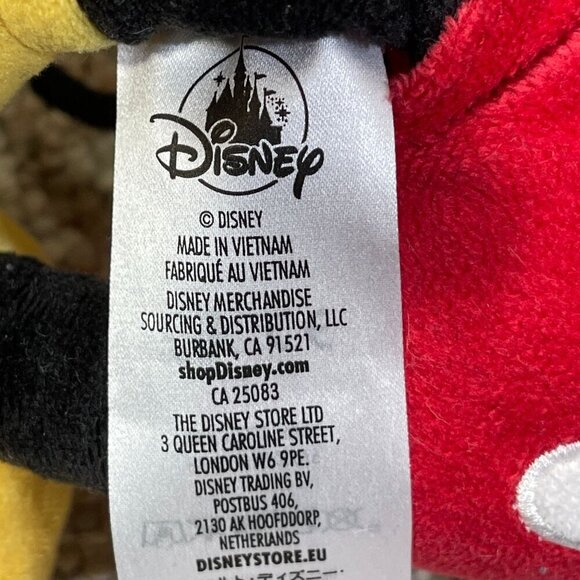 Disney
© DISNEY
MADE IN VIETNAM
FABRIQUÉ AU VIETNAM
DISNEY MERCHANDISE
SOURCING & DISTRIBUTION, LLC
BURBANK, CA 91521
shopDisney.com
CA 25083
THE DISNEY STORE LTD
3 QUEEN CAROLINE STREET,
LONDON W6 9PE.
DISNEY TRADING BV,
POSTBUS 406,
2130 AK HOOFDDORP,
NETHERLANDS
DISNEYSTORE.EU